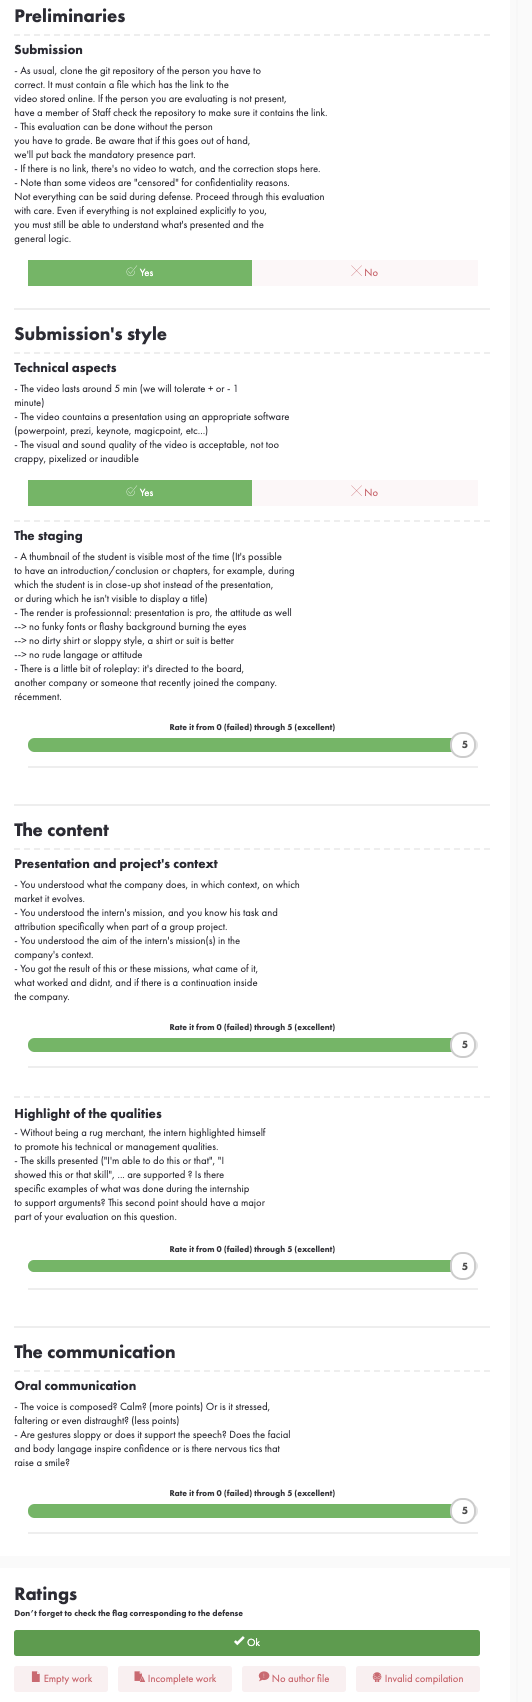 Preliminaries
Submission
- As usual, clone the git repository of the person you have to
correct. It must contain a file which has the link to the
video stored online. If the person you are evaluating is not present,
have a member of Staff check the repository to make sure it contains the link.
- This evaluation can be done without the person
you have to grade. Be aware that if this goes out of hand,
we'll put back the mandatory presence part.
- If there is no link, there's no video to watch, and the correction stops here.
- Note than some videos are "censored" for confidentiality reasons.
Not everything can be said during defense. Proceed through this evaluation
with care. Even if everything is not explained explicitly to you,
you must still be able to understand what's presented and the
general logic.
Yes
No
Submission's style
Technical aspects
- The video lasts around 5 min (we will tolerate + or - 1
minute)
- The video countains a presentation using an appropriate software
(powerpoint, prezi, keynote, magicpoint, etc...)
- The visual and sound quality of the video is acceptable, not too
crappy, pixelized or inaudible
Yes
No
The staging
- A thumbnail of the student is visible most of the time (It's possible
to have an introduction/conclusion or chapters, for example, during
which the student is in close-up shot instead of the presentation,
or during which he isn't visible to display a title)
- The render is professionnal: presentation is pro, the attitude as well
--> no funky fonts or flashy background burning the eyes
--> no dirty shirt or sloppy style, a shirt or suit is better
--> no rude langage or attitude
- There is a little bit of roleplay: it's directed to the board,
another company or someone that recently joined the company.
récemment.
Rate it from 0 (failed) through 5 (excellent)
5
The content
Presentation and project's context
- You understood what the company does, in which context, on which
market it evolves.
- You understood the intern's mission, and you know his task and
attribution specifically when part of a group project.
- You understood the aim of the intern's mission(s) in the
company's context.
- You got the result of this or these missions, what came of it,
what worked and didnt, and if there is a continuation inside
the company.
Rate it from 0 (failed) through 5 (excellent)
5
Highlight of the qualities
- Without being a rug merchant, the intern highlighted himself
to promote his technical or management qualities.
- The skills presented ("I'm able to do this or that", "I
showed this or that skill", ... are supported ? Is there
specific examples of what was done during the internship
to support arguments? This second point should have a major
part of your evaluation on this question.
Rate it from 0 (failed) through 5 (excellent)
5
The communication
Oral communication
- The voice is composed? Calm? (more points) Or is it stressed,
faltering or even distraught? (less points)
- Are gestures sloppy or does it support the speech? Does the facial
and body langage inspire confidence or is there nervous tics that
raise a smile?
Rate it from 0 (failed) through 5 (excellent)
5
Ratings
Don't forget to check the flag corresponding to the defense
Ok
Empty work
Incomplete work
No author file
Invalid compilation